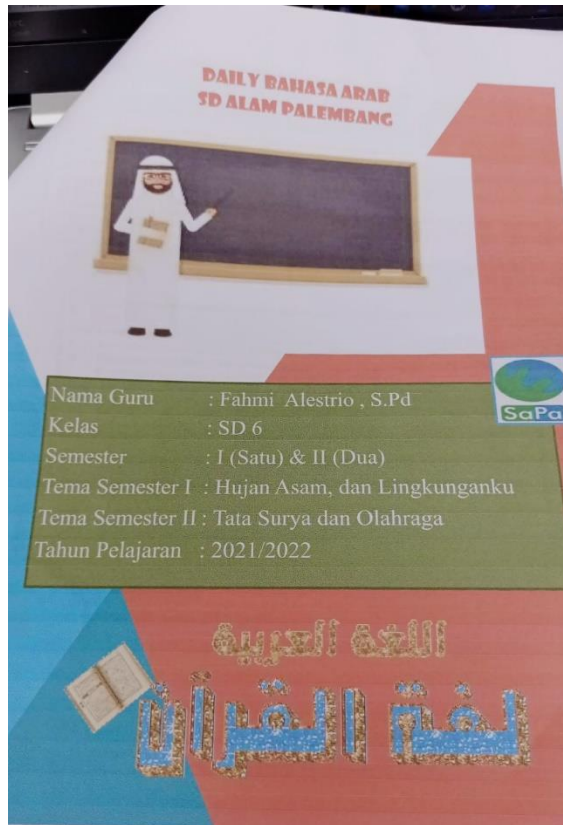 DAILY BAHASA ARAB
SD ALAM PALEMBANG
SaPa
Nama Guru : Fahmi Alestrio , S.Pd
Kelas : SD 6
Semester : I (Satu) & II (Dua)
Tema Semester I : Hujan Asam, dan Lingkunganku
Tema Semester II : Tata Surya dan Olahraga
Tahun Pelajaran : 2021/2022
اللغة العربية
لغة القرآن